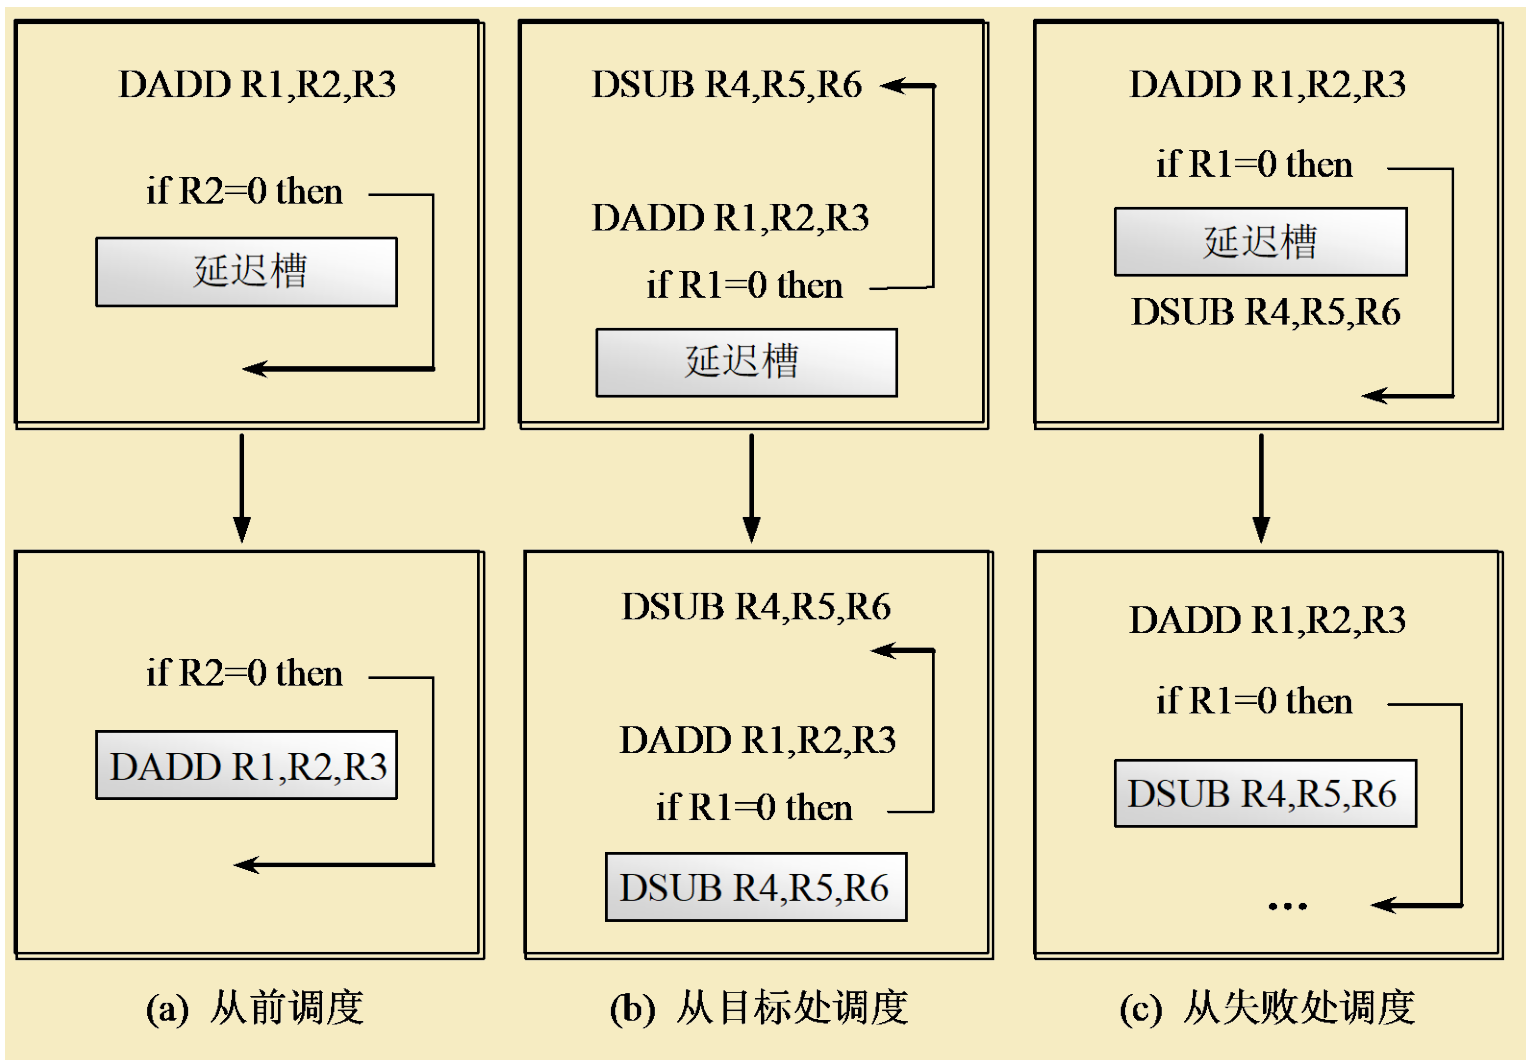 DADD R1,R2,R3
if R2=0 then
延迟槽
DSUB R4,R5,R6
DADD R1,R2,R3
if R1=0 then
延迟槽
DADD R1,R2,R3
if R1=0 then
延迟槽
DSUB R4,R5,R6
if R2=0 then
DADD R1,R2,R3
DSUB R4,R5,R6
DADD R1,R2,R3
if R1=0 then
DSUB R4,R5,R6
DADD R1,R2,R3
if R1=0 then
DSUB R4,R5,R6
...
(a) 从前调度
(b) 从目标处调度
(c) 从失败处调度